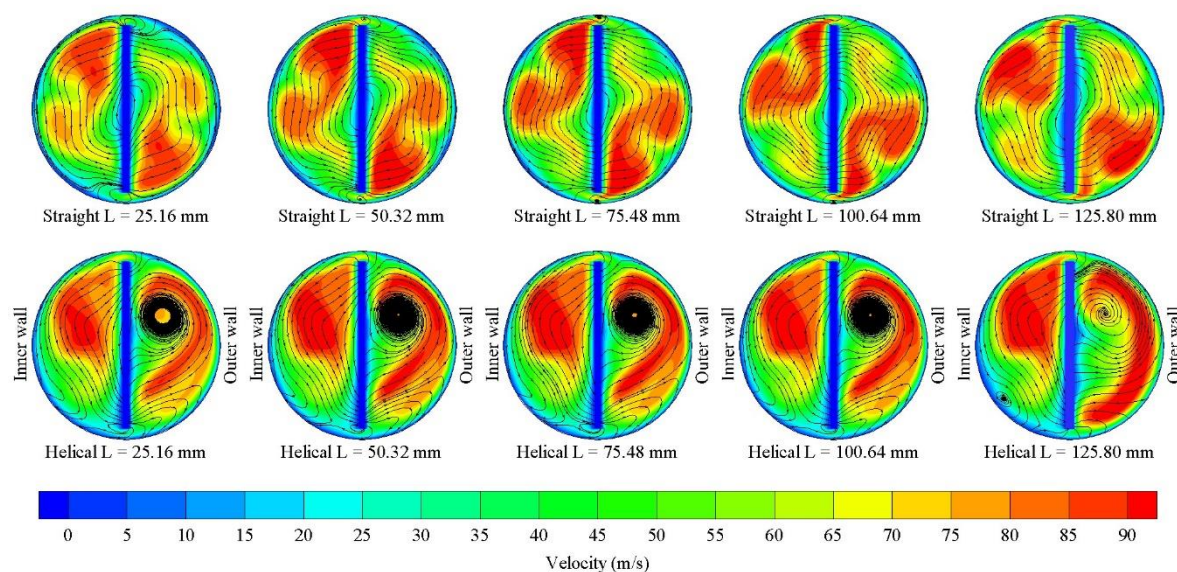 Straight L = 25.16 mm
Straight L = 50.32 mm
Straight L = 75.48 mm
Straight L = 100.64 mm
Straight L = 125.80 mm
Inner wall
Outer wall
Inner wall
Outer wall
Inner wall
Outer wall
Inner wall
Outer wall
Inner wall
Outer wall
Helical L = 25.16 mm
Helical L = 50.32 mm
Helical L = 75.48 mm
Helical L = 100.64 mm
Helical L = 125.80 mm
0 5 10 15 20 25 30 35 40 45 50 55 60 65 70 75 80 85 90
Velocity (m/s)